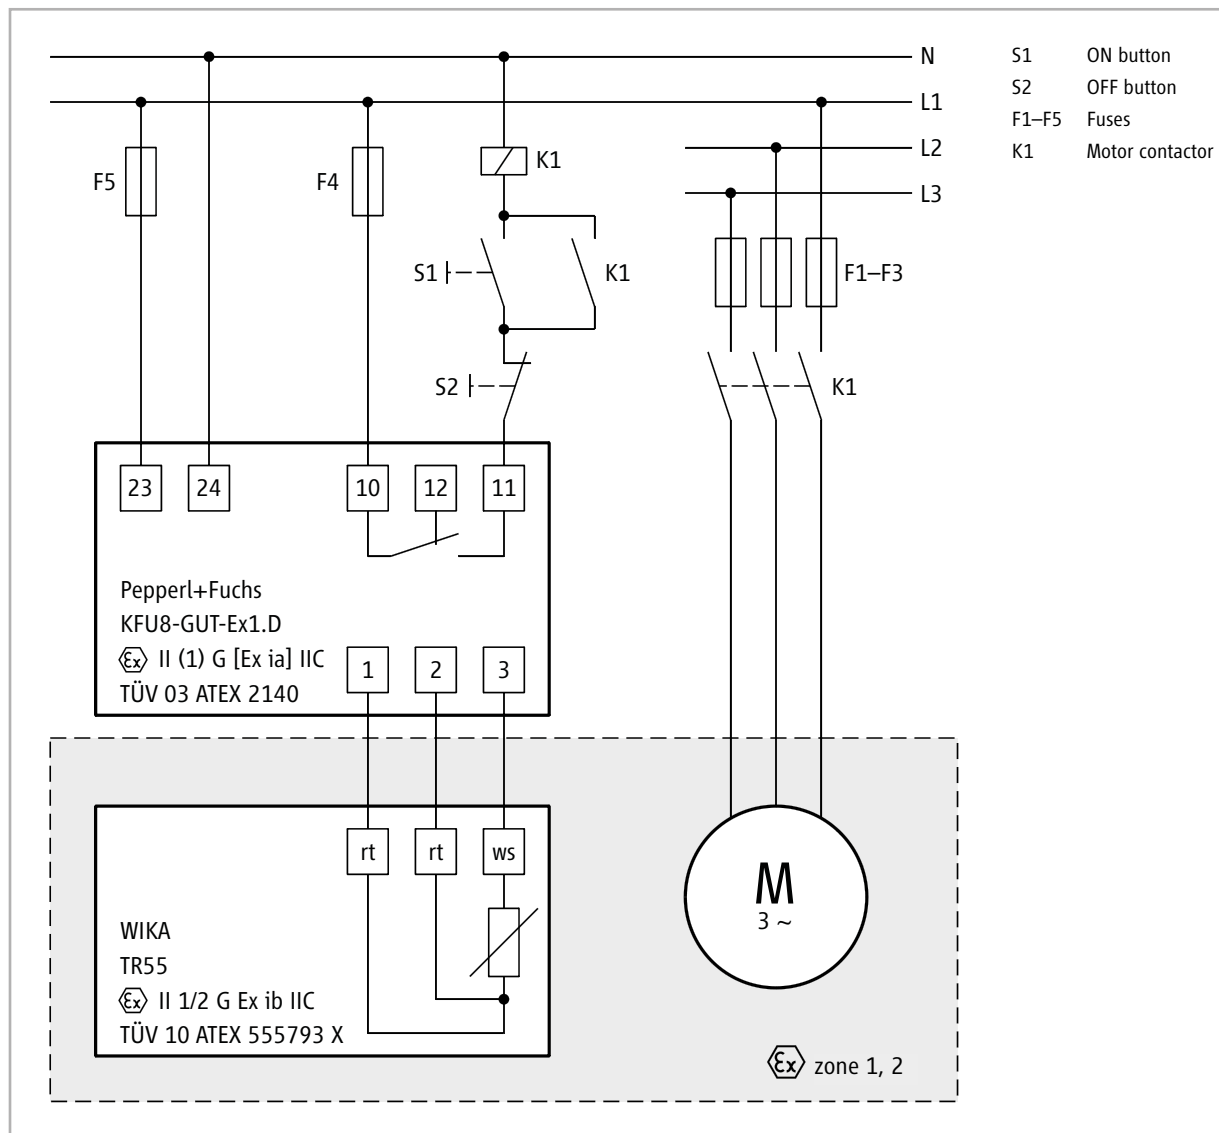 N
L1
L2
L3
S1 ON button
S2 OFF button
F1–F5 Fuses
K1 Motor contactor
F5
F4
K1
S1
K1
F1–F3
S2
K1
23 24 10 12 11
Pepperl+Fuchs
KFU8-GUT-Ex1.D
Ex II (1) G [Ex ia] IIC
TÜV 03 ATEX 2140
1 2 3
rt rt ws
WIKA
TR55
Ex II 1/2 G Ex ib IIC
TÜV 10 ATEX 555793 X
M
3 ~
Ex zone 1, 2